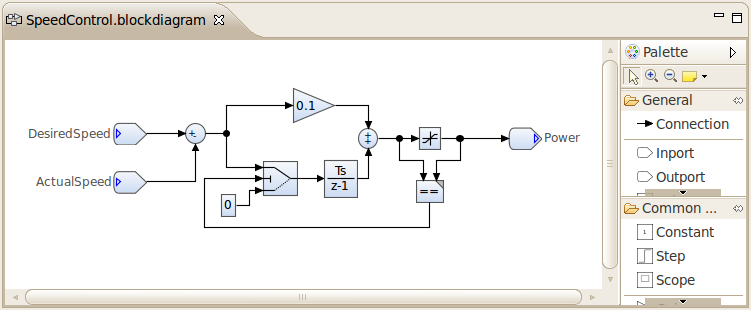 SpeedControl.blockdiagram
Palette
General
Connection
Inport
Outport
Common ...
Constant
1
Step
Scope
DesiredSpeed
ActualSpeed
+-
0.1
0
Ts
z-1
++
==
Power